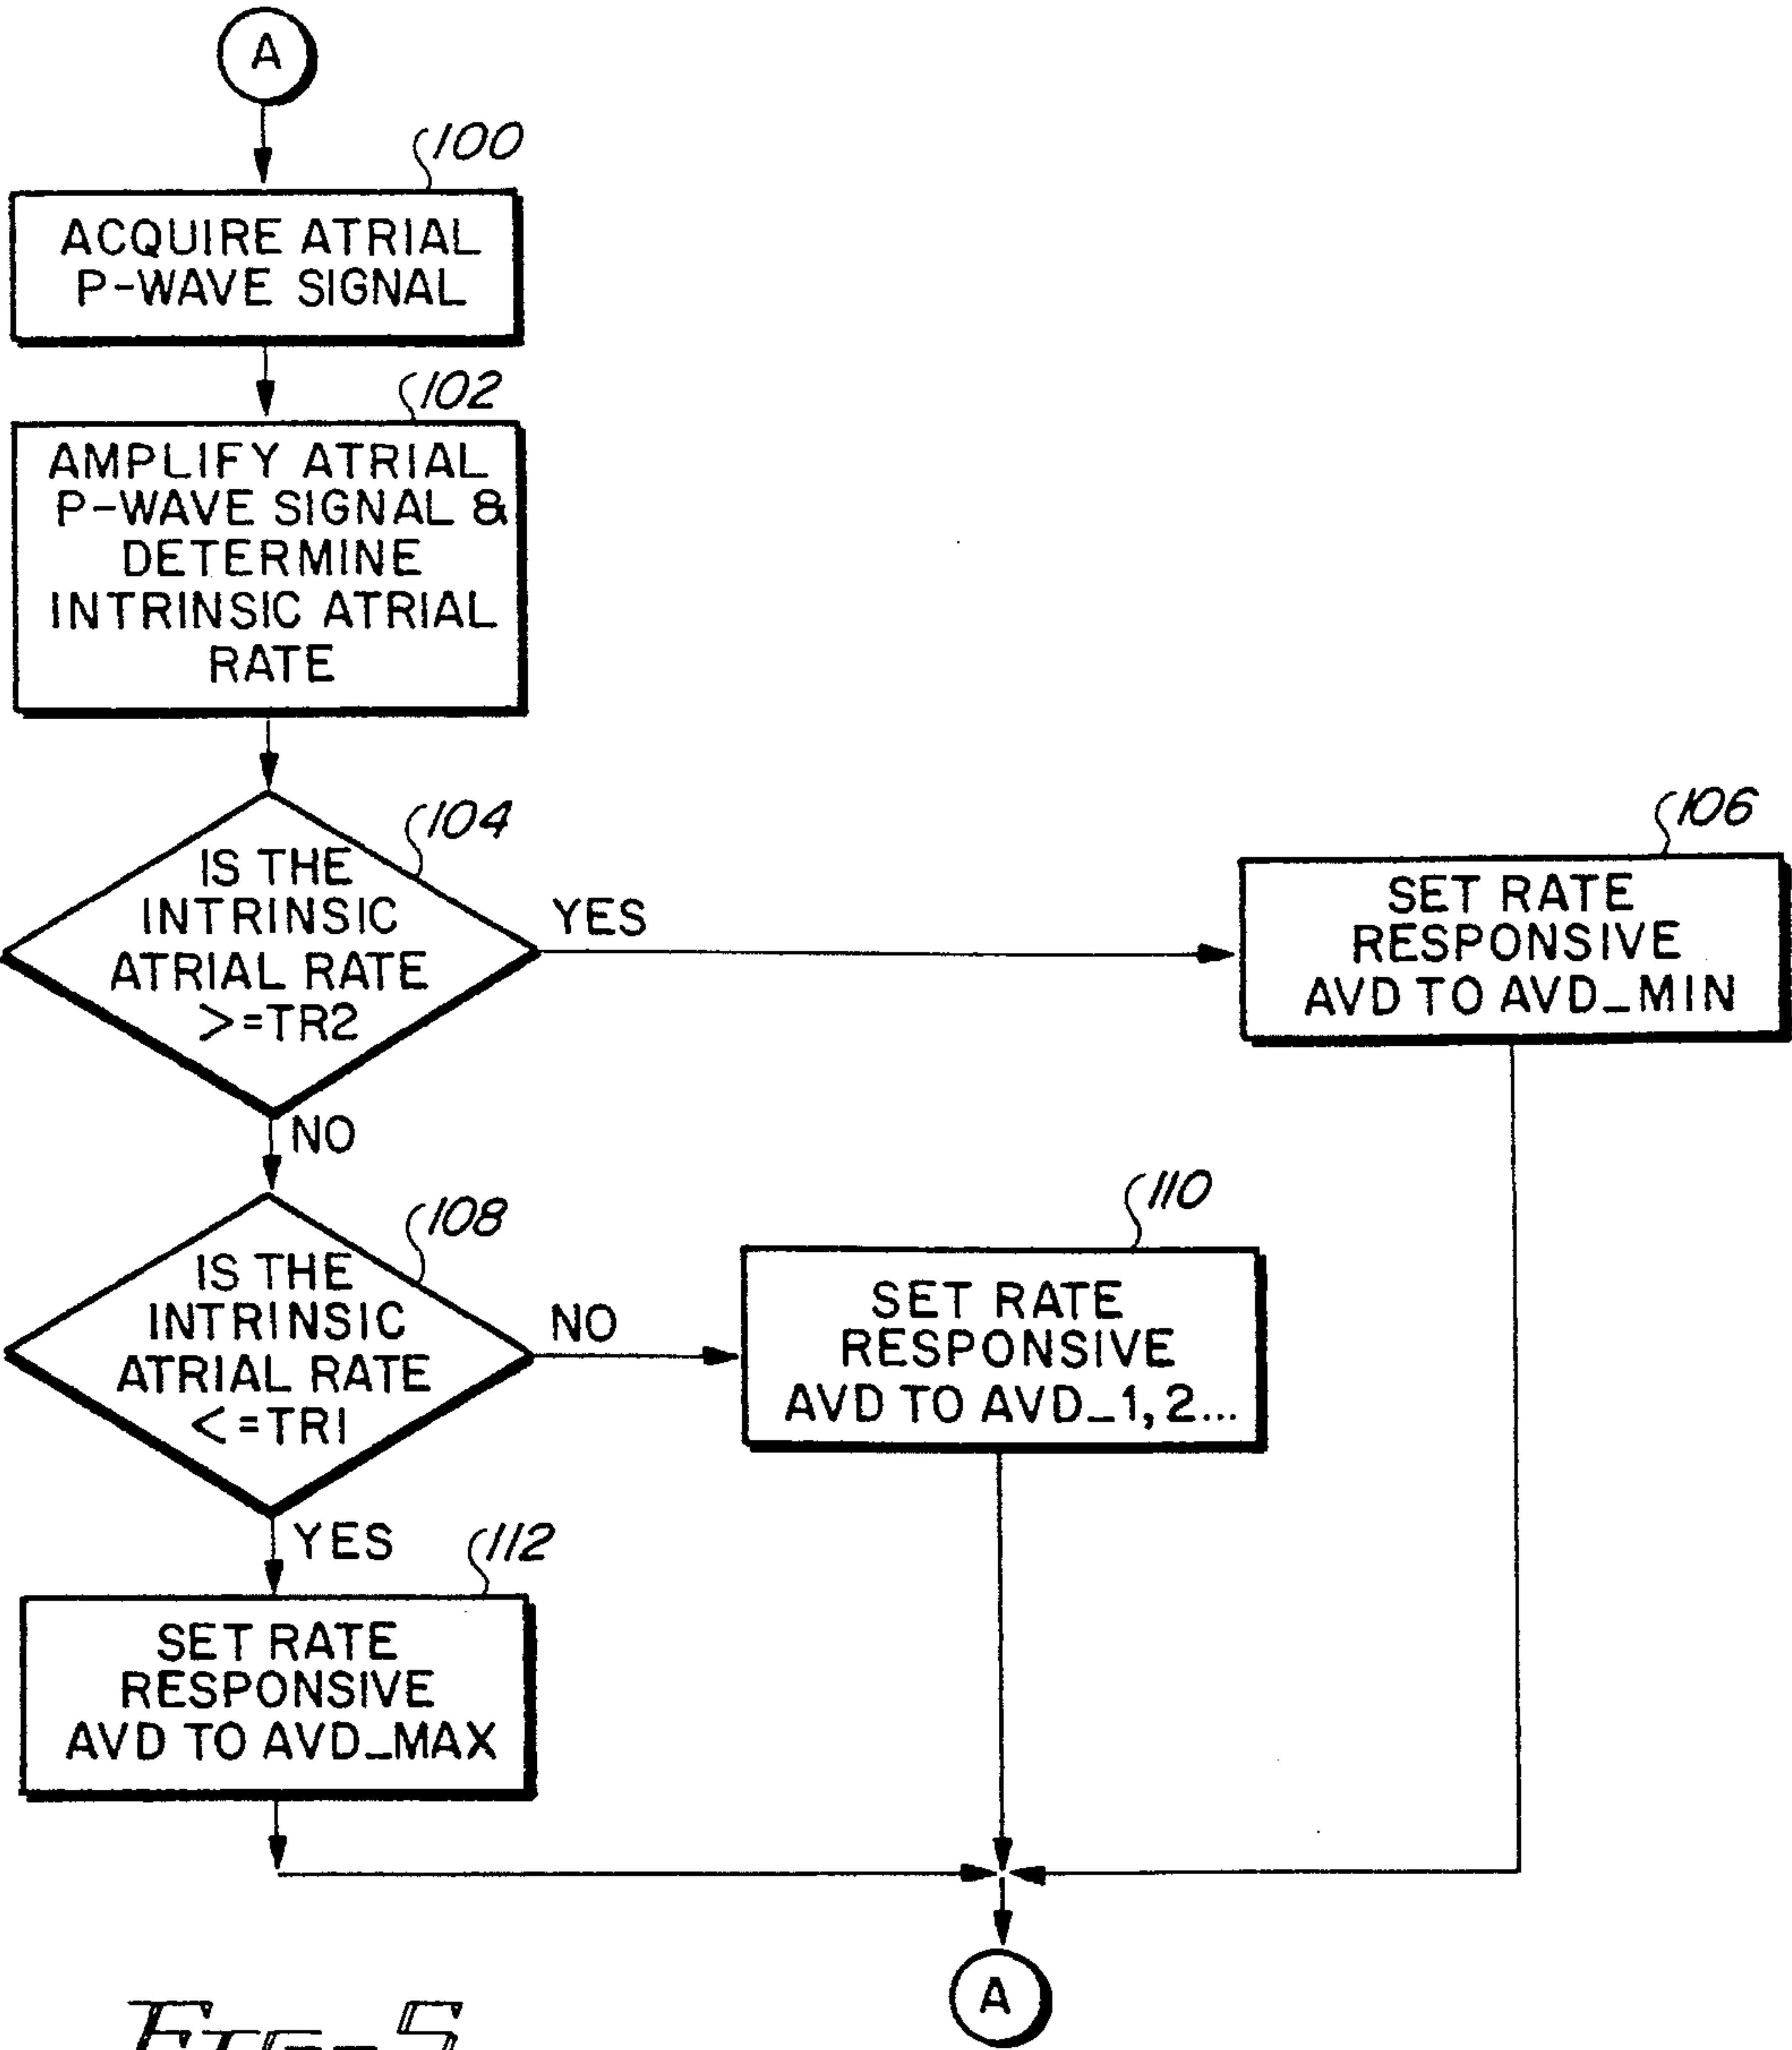 A
100
ACQUIRE ATRIAL
P-WAVE SIGNAL
102
AMPLIFY ATRIAL
P-WAVE SIGNAL &
DETERMINE
INTRINSIC ATRIAL
RATE
104
IS THE
INTRINSIC
ATRIAL RATE
>=TR2
YES
106
SET RATE
RESPONSIVE
AVD TO AVD_MIN
NO
108
IS THE
INTRINSIC
ATRIAL RATE
<=TR1
NO
110
SET RATE
RESPONSIVE
AVD TO AVD_1, 2...
YES
112
SET RATE
RESPONSIVE
AVD TO AVD_MAX
A
FIG-5